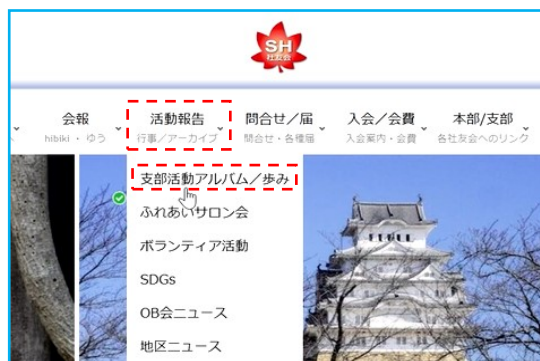 SH
社友会
会報
hibiki ・ ゆう
活動報告
行事／アーカイブ
問合せ／届
問合せ・各種届
入会／会費
入会案内・会費
本部/支部
各社友会へのリンク
支部活動アルバム／歩み
ふれあいサロン会
ボランティア活動
SDGs
OB会ニュース
地区ニュース